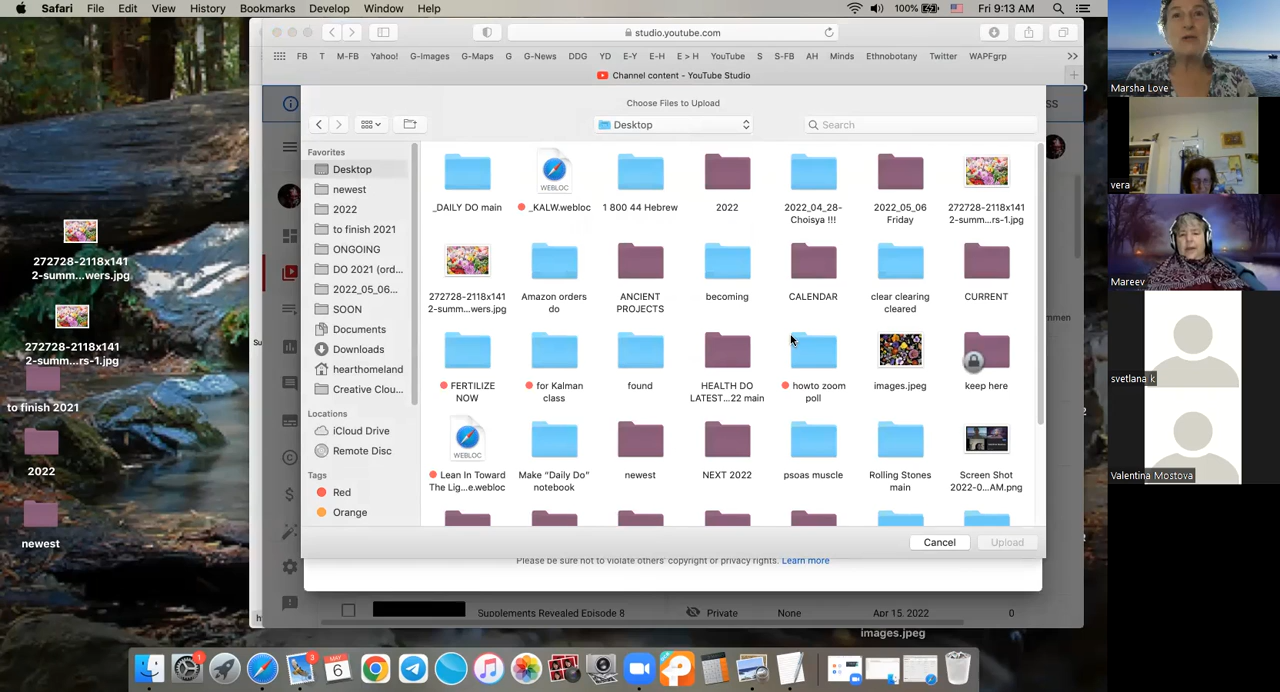 Safari File Edit View History Bookmarks Develop Window Help
100% Fri 9:13 AM
studio.youtube.com
FB T M-FB Yahoo! G-Images G-Maps G G-News DDG YD E-Y E-H E > H YouTube S S-FB AH Minds Ethnobotany Twitter WAPFgrp
Channel content - YouTube Studio
Choose Files to Upload
SS
Desktop
Search
Favorites
Desktop
newest
2022
to finish 2021
ONGOING
DO 2021 (ord...
2022_05_06...
SOON
Documents
Downloads
hearthomeland
Creative Clou...
Locations
iCloud Drive
Remote Disc
Tags
Red
Orange
_DAILY DO main
WEBLOC
_KALW.webloc
1 800 44 Hebrew
2022
2022_04_28-
Choisya !!!
2022_05_06
Friday
272728-2118x141
2-summ...rs-1.jpg
272728-2118x141
2-summ...wers.jpg
Amazon orders
do
ANCIENT
PROJECTS
becoming
CALENDAR
clear clearing
cleared
CURRENT
FERTILIZE
NOW
for Kalman
class
found
HEALTH DO
LATEST...22 main
howto zoom
poll
images.jpeg
keep here
WEBLOC
Lean In Toward
The Lig...e.webloc
Make "Daily Do"
notebook
newest
NEXT 2022
psoas muscle
Rolling Stones
main
Screen Shot
2022-0...AM.png
Cancel
Upload
Please be sure not to violate others' copyright or privacy rights. Learn more
Supplements Revealed Episode 8
Private
None
Apr 15, 2022
0
images.jpeg
mmen
272728-2118x141
2-summ...wers.jpg
272728-2118x141
2-summ...rs-1.jpg
to finish 2021
2022
newest
Marsha Love
vera
Mareev
svetlana k
Valentina Mostova
1
MAY
6
3